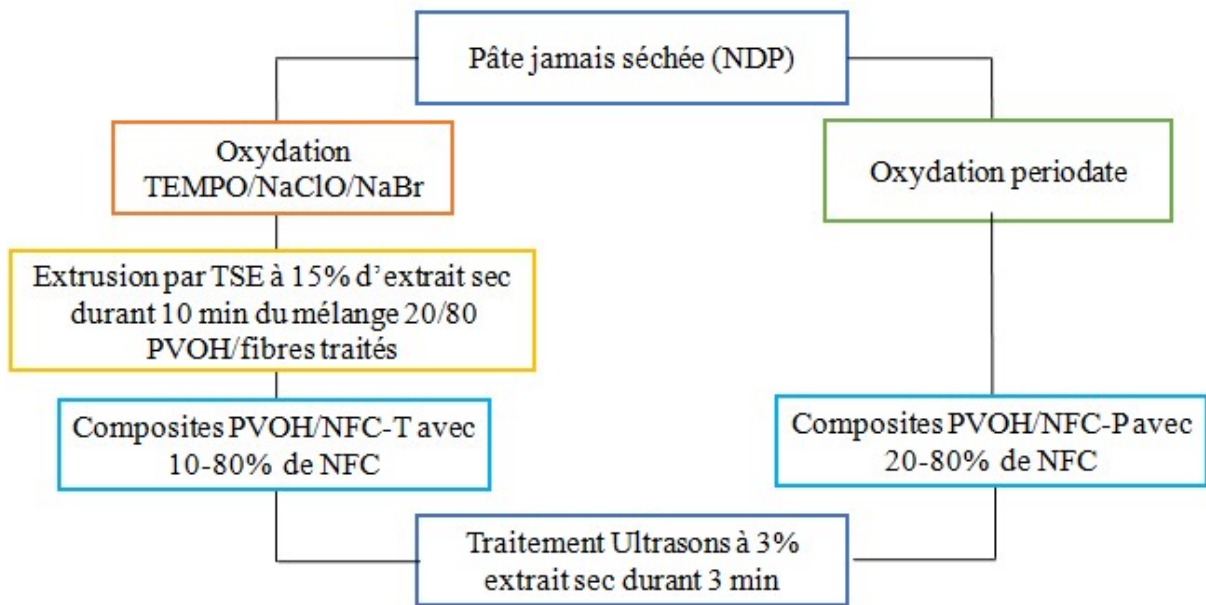 Pâte jamais séchée (NDP)
Oxydation
TEMPO/NaClO/NaBr
Oxydation periodate
Extrusion par TSE à 15% d’extrait sec
durant 10 min du mélange 20/80
PVOH/fibres traités
Composites PVOH/NFC-T avec
10-80% de NFC
Composites PVOH/NFC-P avec
20-80% de NFC
Traitement Ultrasons à 3%
extrait sec durant 3 min